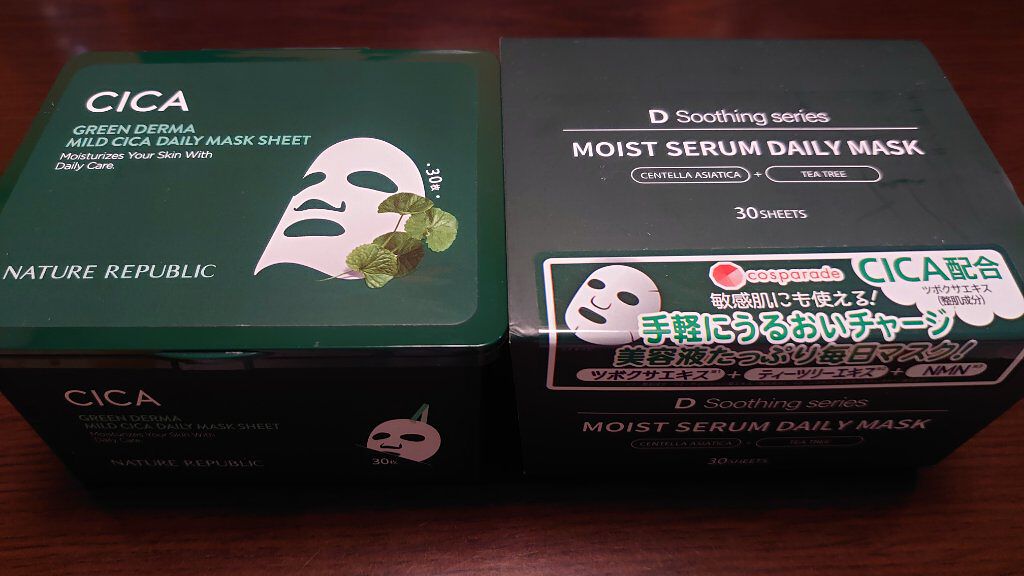 CICA
GREEN DERMA
MILD CICA DAILY MASK SHEET
Moisturizes Your Skin With
Daily Care.
30枚
NATURE REPUBLIC
CICA
GREEN DERMA
MILD CICA DAILY MASK SHEET
Moisturizes Your Skin With
Daily Care.
30枚
NATURE REPUBLIC
D Soothing series
MOIST SERUM DAILY MASK
CENTELLA ASIATICA + TEA TREE
30 SHEETS
cosparade
CICA配合
ツボクサエキス
(整肌成分)
敏感肌にも使える!
手軽にうるおいチャージ
美容液たっぷり毎日マスク!
ツボクサエキス + ティーツリーエキス + NMN
D Soothing series
MOIST SERUM DAILY MASK
CENTELLA ASIATICA + TEA TREE
30 SHEETS